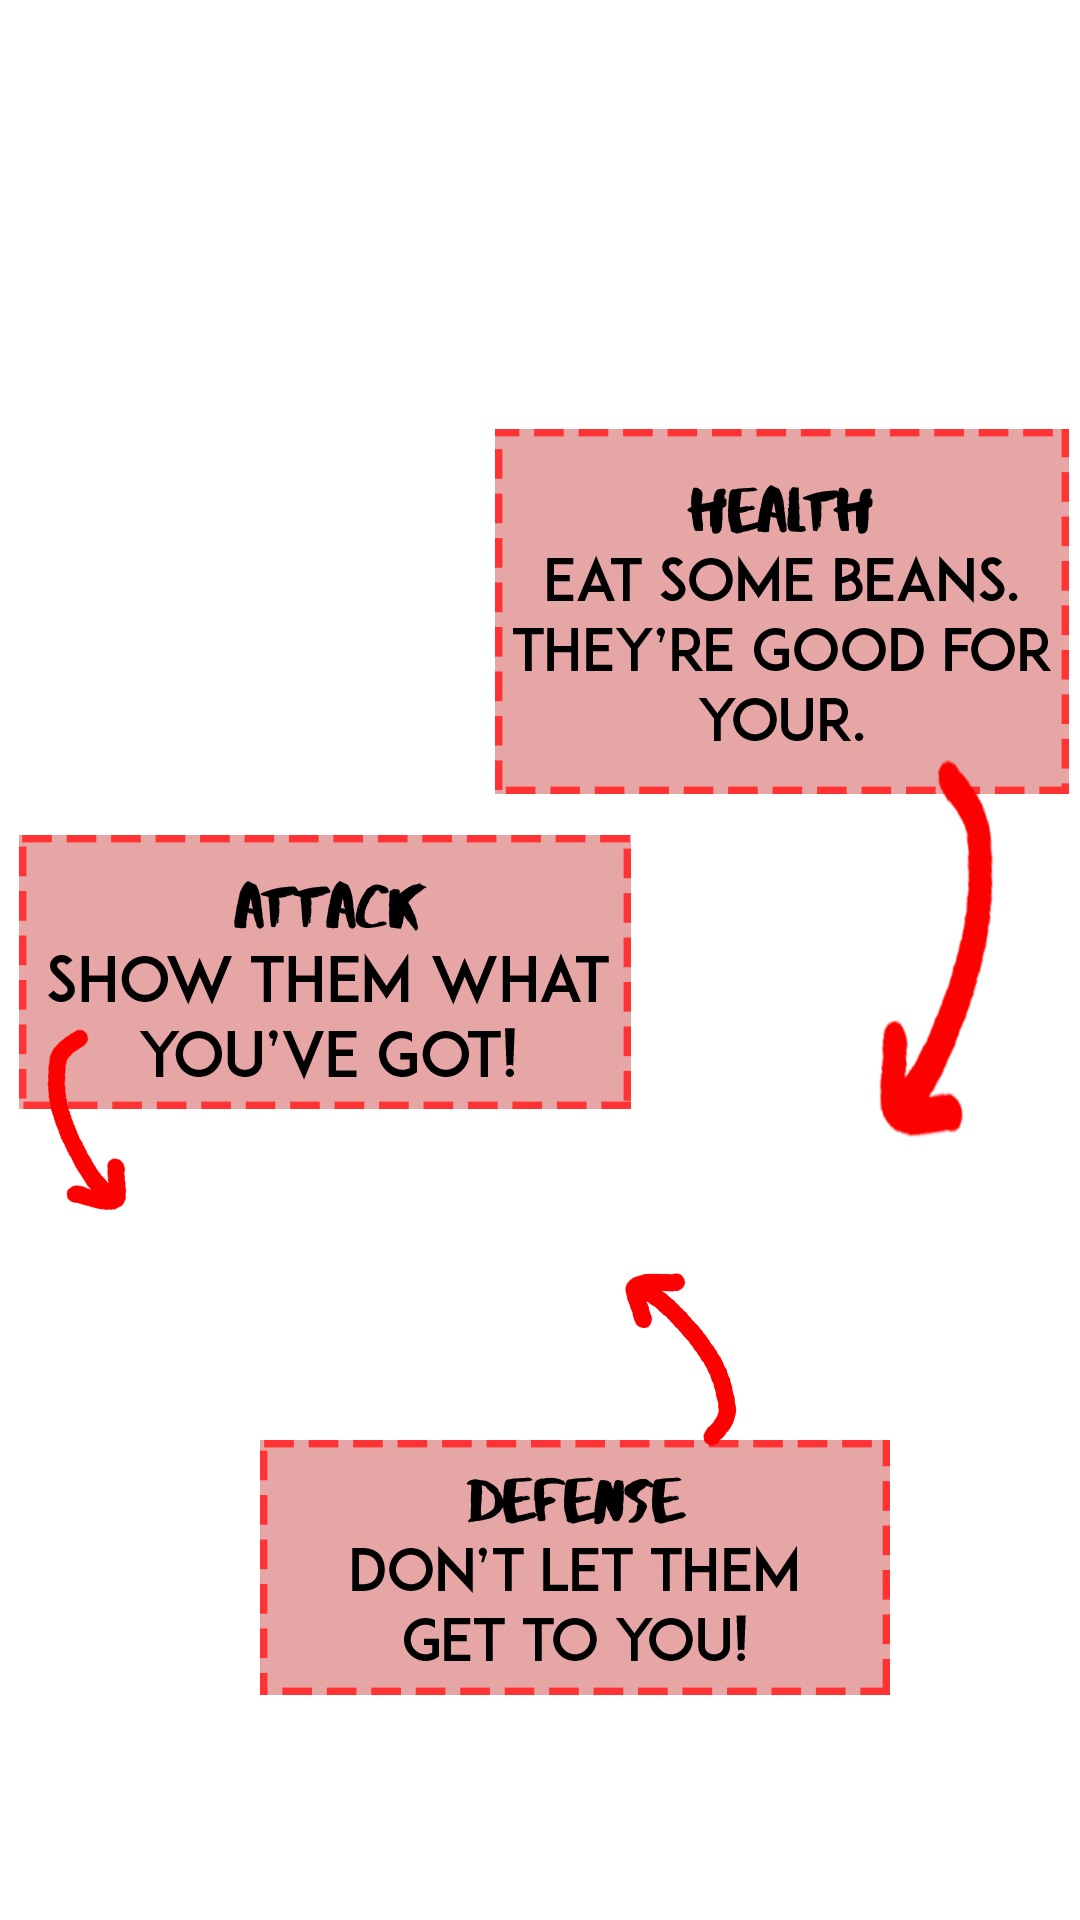 HEALTH
EAT SOME BEANS.
THEY'RE GOOD FOR
YOUR.
ATTACK
SHOW THEM WHAT
YOU'VE GOT!
DEFENSE
DON'T LET THEM
GET TO YOU!